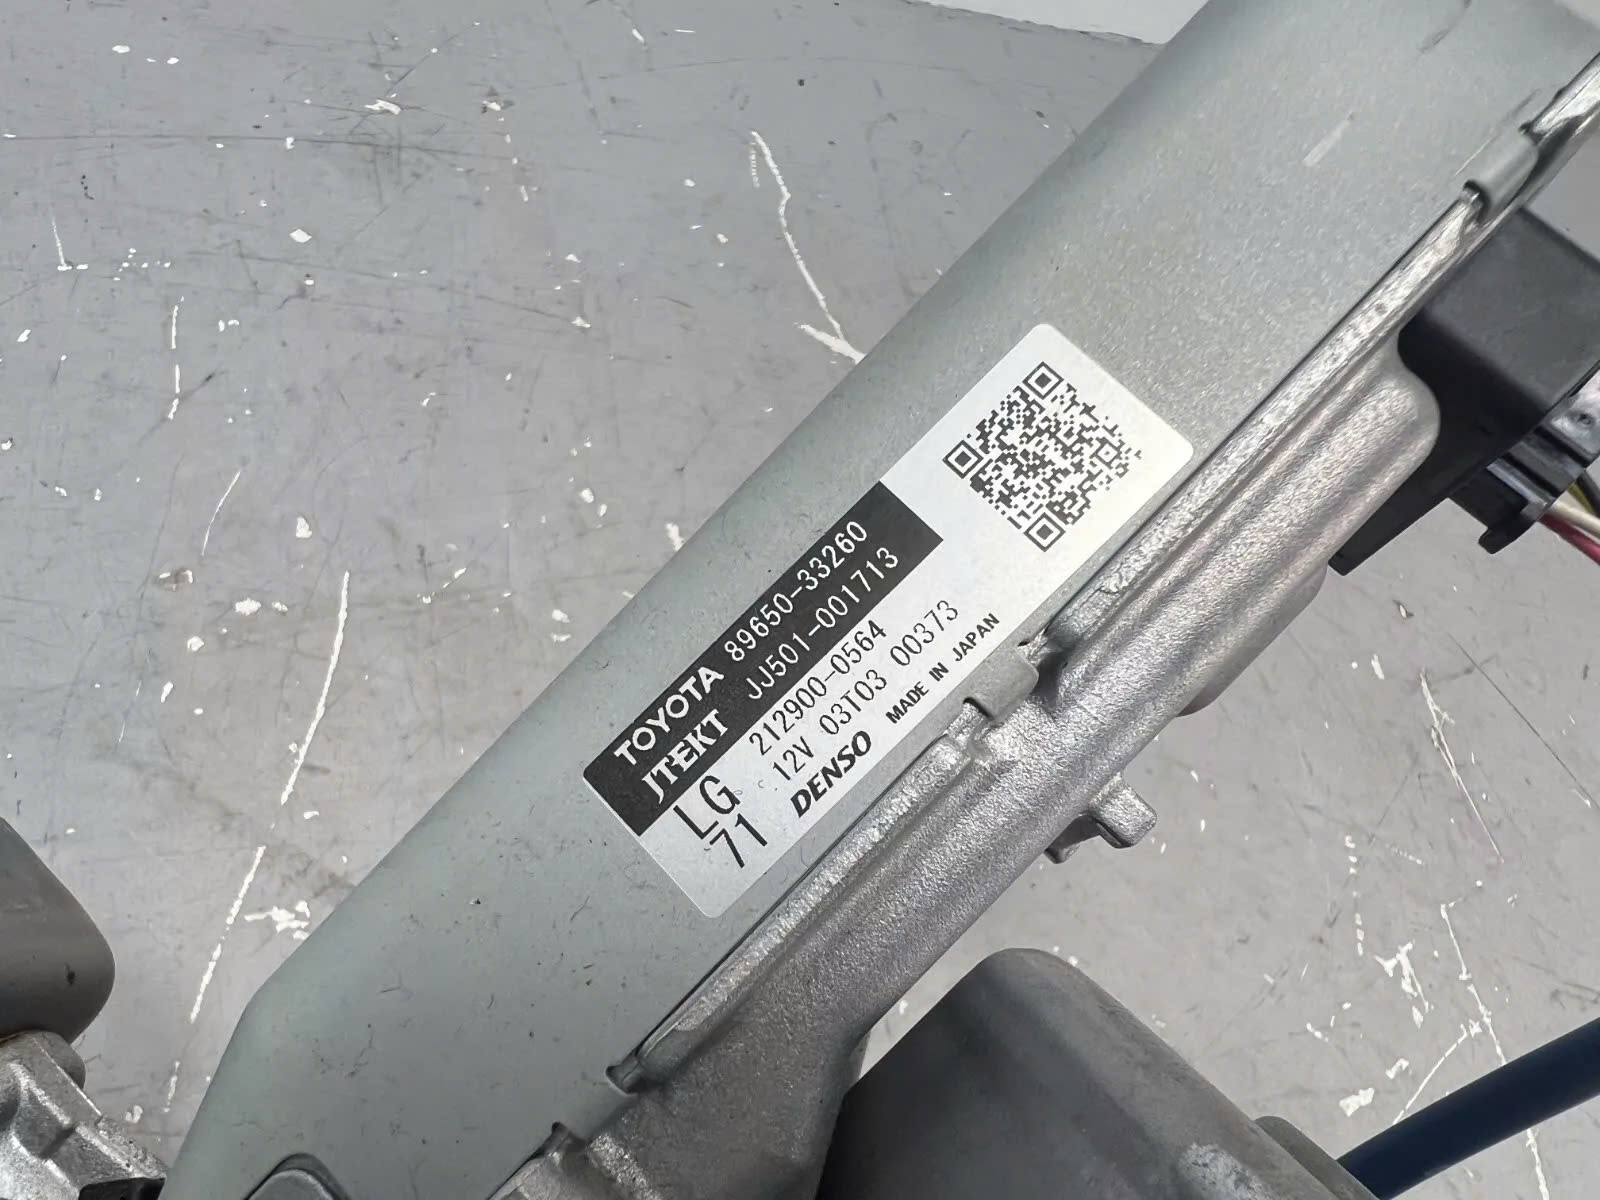 TOYOTA 89650-33260
JTEKT JJ501-001713
LG 212900-0564
71 12V 03T03 00373
DENSO MADE IN JAPAN